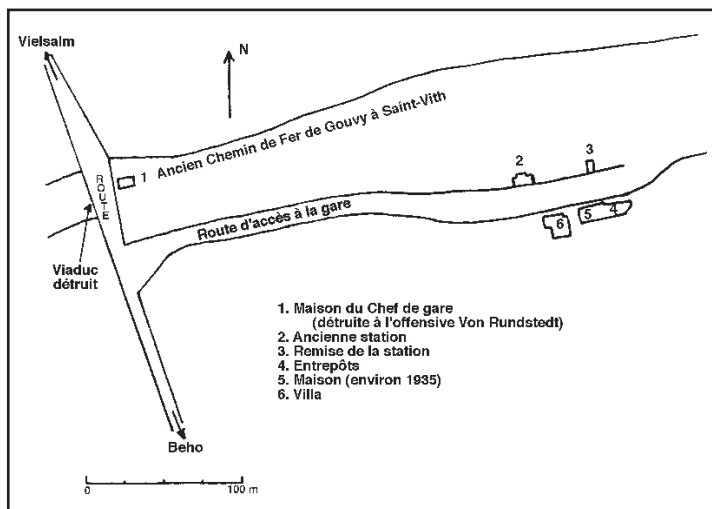 Vielsalm
N
Ancien Chemin de Fer de Gouvy à Saint-Vith
1
2
3
ROUTE
Route d'accès à la gare
Viaduc
détruit
6
5
4
1. Maison du Chef de gare
(détruite à l'offensive Von Rundstedt)
2. Ancienne station
3. Remise de la station
4. Entrepôts
5. Maison (environ 1935)
6. Villa
Beho
0
100 m